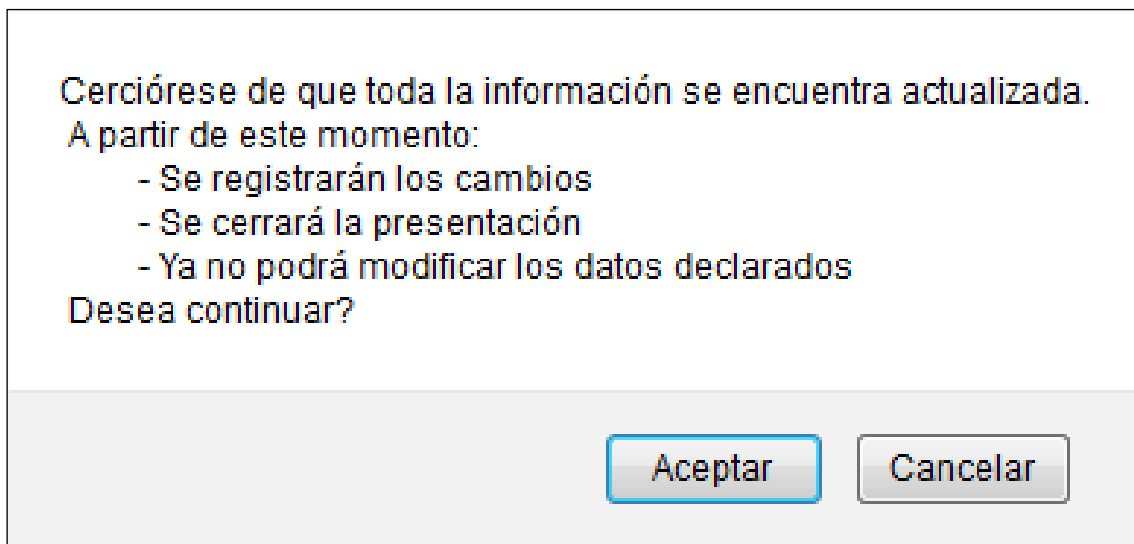 Cerciórese de que toda la información se encuentra actualizada.
A partir de este momento:
- Se registrarán los cambios
- Se cerrará la presentación
- Ya no podrá modificar los datos declarados
Desea continuar?
Aceptar Cancelar